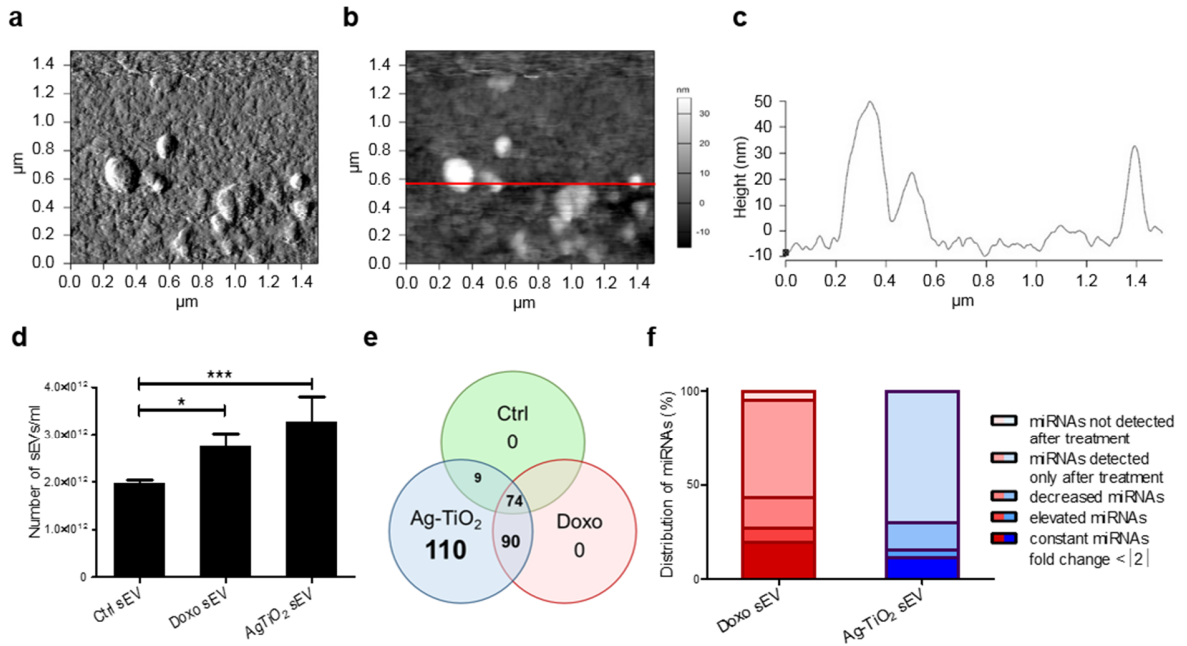 a
1.4
1.2
1.0
0.8
0.6
0.4
0.2
0.0
µm
0.0 0.2 0.4 0.6 0.8 1.0 1.2 1.4
µm
b
1.4
1.2
1.0
0.8
0.6
0.4
0.2
0.0
µm
0.0 0.2 0.4 0.6 0.8 1.0 1.2 1.4
µm
nm
30
20
10
0
-10
c
50
40
30
20
10
0
-10
Height (nm)
0.0 0.2 0.4 0.6 0.8 1.0 1.2 1.4
µm
d
4.0×10¹²
3.0×10¹²
2.0×10¹²
1.0×10¹²
0
Number of sEVs/ml
***
*
Ctrl sEV
Doxo sEV
AgTiO₂ sEV
e
Ctrl
0
9
74
Ag-TiO₂
110
90
Doxo
0
f
100
50
0
Distribution of miRNAs (%)
Doxo sEV
Ag-TiO₂ sEV
miRNAs not detected
after treatment
miRNAs detected
only after treatment
decreased miRNAs
elevated miRNAs
constant miRNAs
fold change <|2|